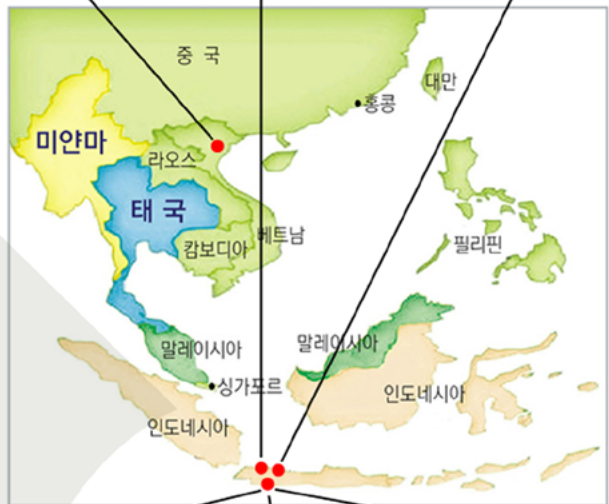 중 국
대만
홍콩
미얀마
라오스
태 국
베트남
캄보디아
필리핀
말레이시아
말레이시아
싱가포르
인도네시아
인도네시아